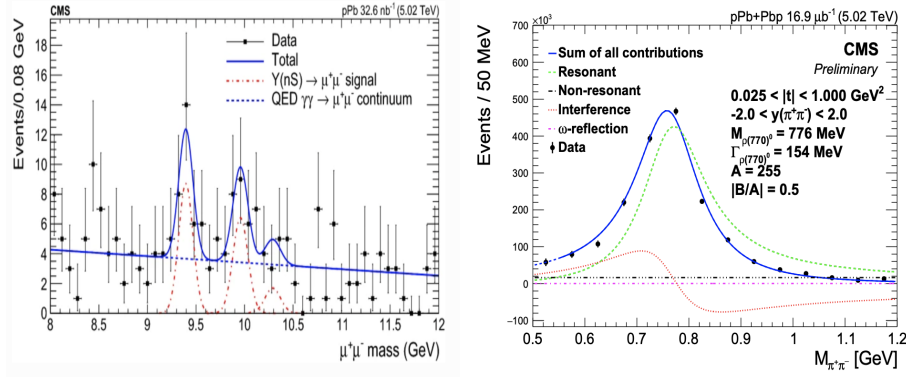 CMS
pPb 32.6 nb⁻¹ (5.02 TeV)
Events/0.08 GeV
18
16
14
12
10
8
6
4
2
0
Data
Total
Υ(nS) → μ⁺μ⁻ signal
QED γγ → μ⁺μ⁻ continuum
8
8.5
9
9.5
10
10.5
11
11.5
12
μ⁺μ⁻ mass (GeV)
×10³
pPb+Pbp 16.9 μb⁻¹ (5.02 TeV)
Events / 50 MeV
700
600
500
400
300
200
100
0
−100
Sum of all contributions
Resonant
Non-resonant
Interference
ω-reflection
Data
CMS
Preliminary
0.025 < |t| < 1.000 GeV²
-2.0 < y(π⁺π⁻) < 2.0
M_ρ(770)⁰ = 776 MeV
Γ_ρ(770)⁰ = 154 MeV
A = 255
|B/A| = 0.5
0.5
0.6
0.7
0.8
0.9
1
1.1
1.2
M_π⁺π⁻ [GeV]